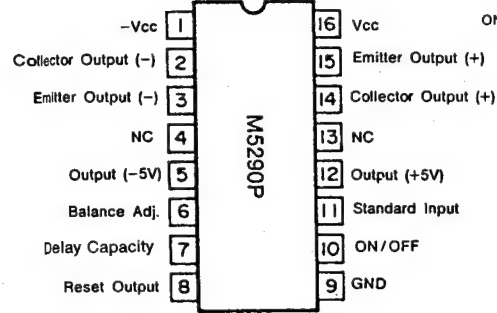 -Vcc 1
Collector Output (-) 2
Emitter Output (-) 3
NC 4
Output (-5V) 5
Balance Adj. 6
Delay Capacity 7
Reset Output 8
M5290P
16 Vcc
15 Emitter Output (+)
14 Collector Output (+)
13 NC
12 Output (+5V)
11 Standard Input
10 ON/OFF
9 GND